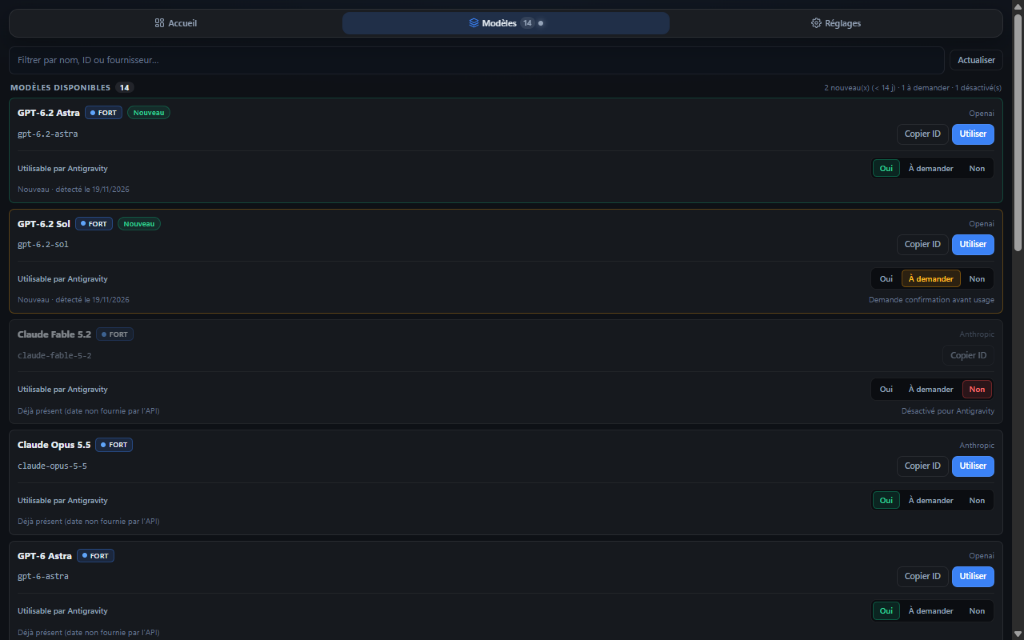 Accueil
Modèles 14
Réglages
Filtrer par nom, ID ou fournisseur...
Actualiser
MODÈLES DISPONIBLES 14
2 nouveau(s) (< 14 j) · 1 à demander · 1 désactivé(s)
GPT-6.2 Astra FORT Nouveau
Openai
gpt-6.2-astra
Copier ID Utiliser
Utilisable par Antigravity
Oui À demander Non
Nouveau · détecté le 19/11/2026
GPT-6.2 Sol FORT Nouveau
Openai
gpt-6.2-sol
Copier ID Utiliser
Utilisable par Antigravity
Oui À demander Non
Nouveau · détecté le 19/11/2026
Demande confirmation avant usage
Claude Fable 5.2 FORT
Anthropic
claude-fable-5-2
Copier ID
Utilisable par Antigravity
Oui À demander Non
Déjà présent (date non fournie par l'API)
Désactivé pour Antigravity
Claude Opus 5.5 FORT
Anthropic
claude-opus-5-5
Copier ID Utiliser
Utilisable par Antigravity
Oui À demander Non
Déjà présent (date non fournie par l'API)
GPT-6 Astra FORT
Openai
gpt-6-astra
Copier ID Utiliser
Utilisable par Antigravity
Oui À demander Non
Déjà présent (date non fournie par l'API)